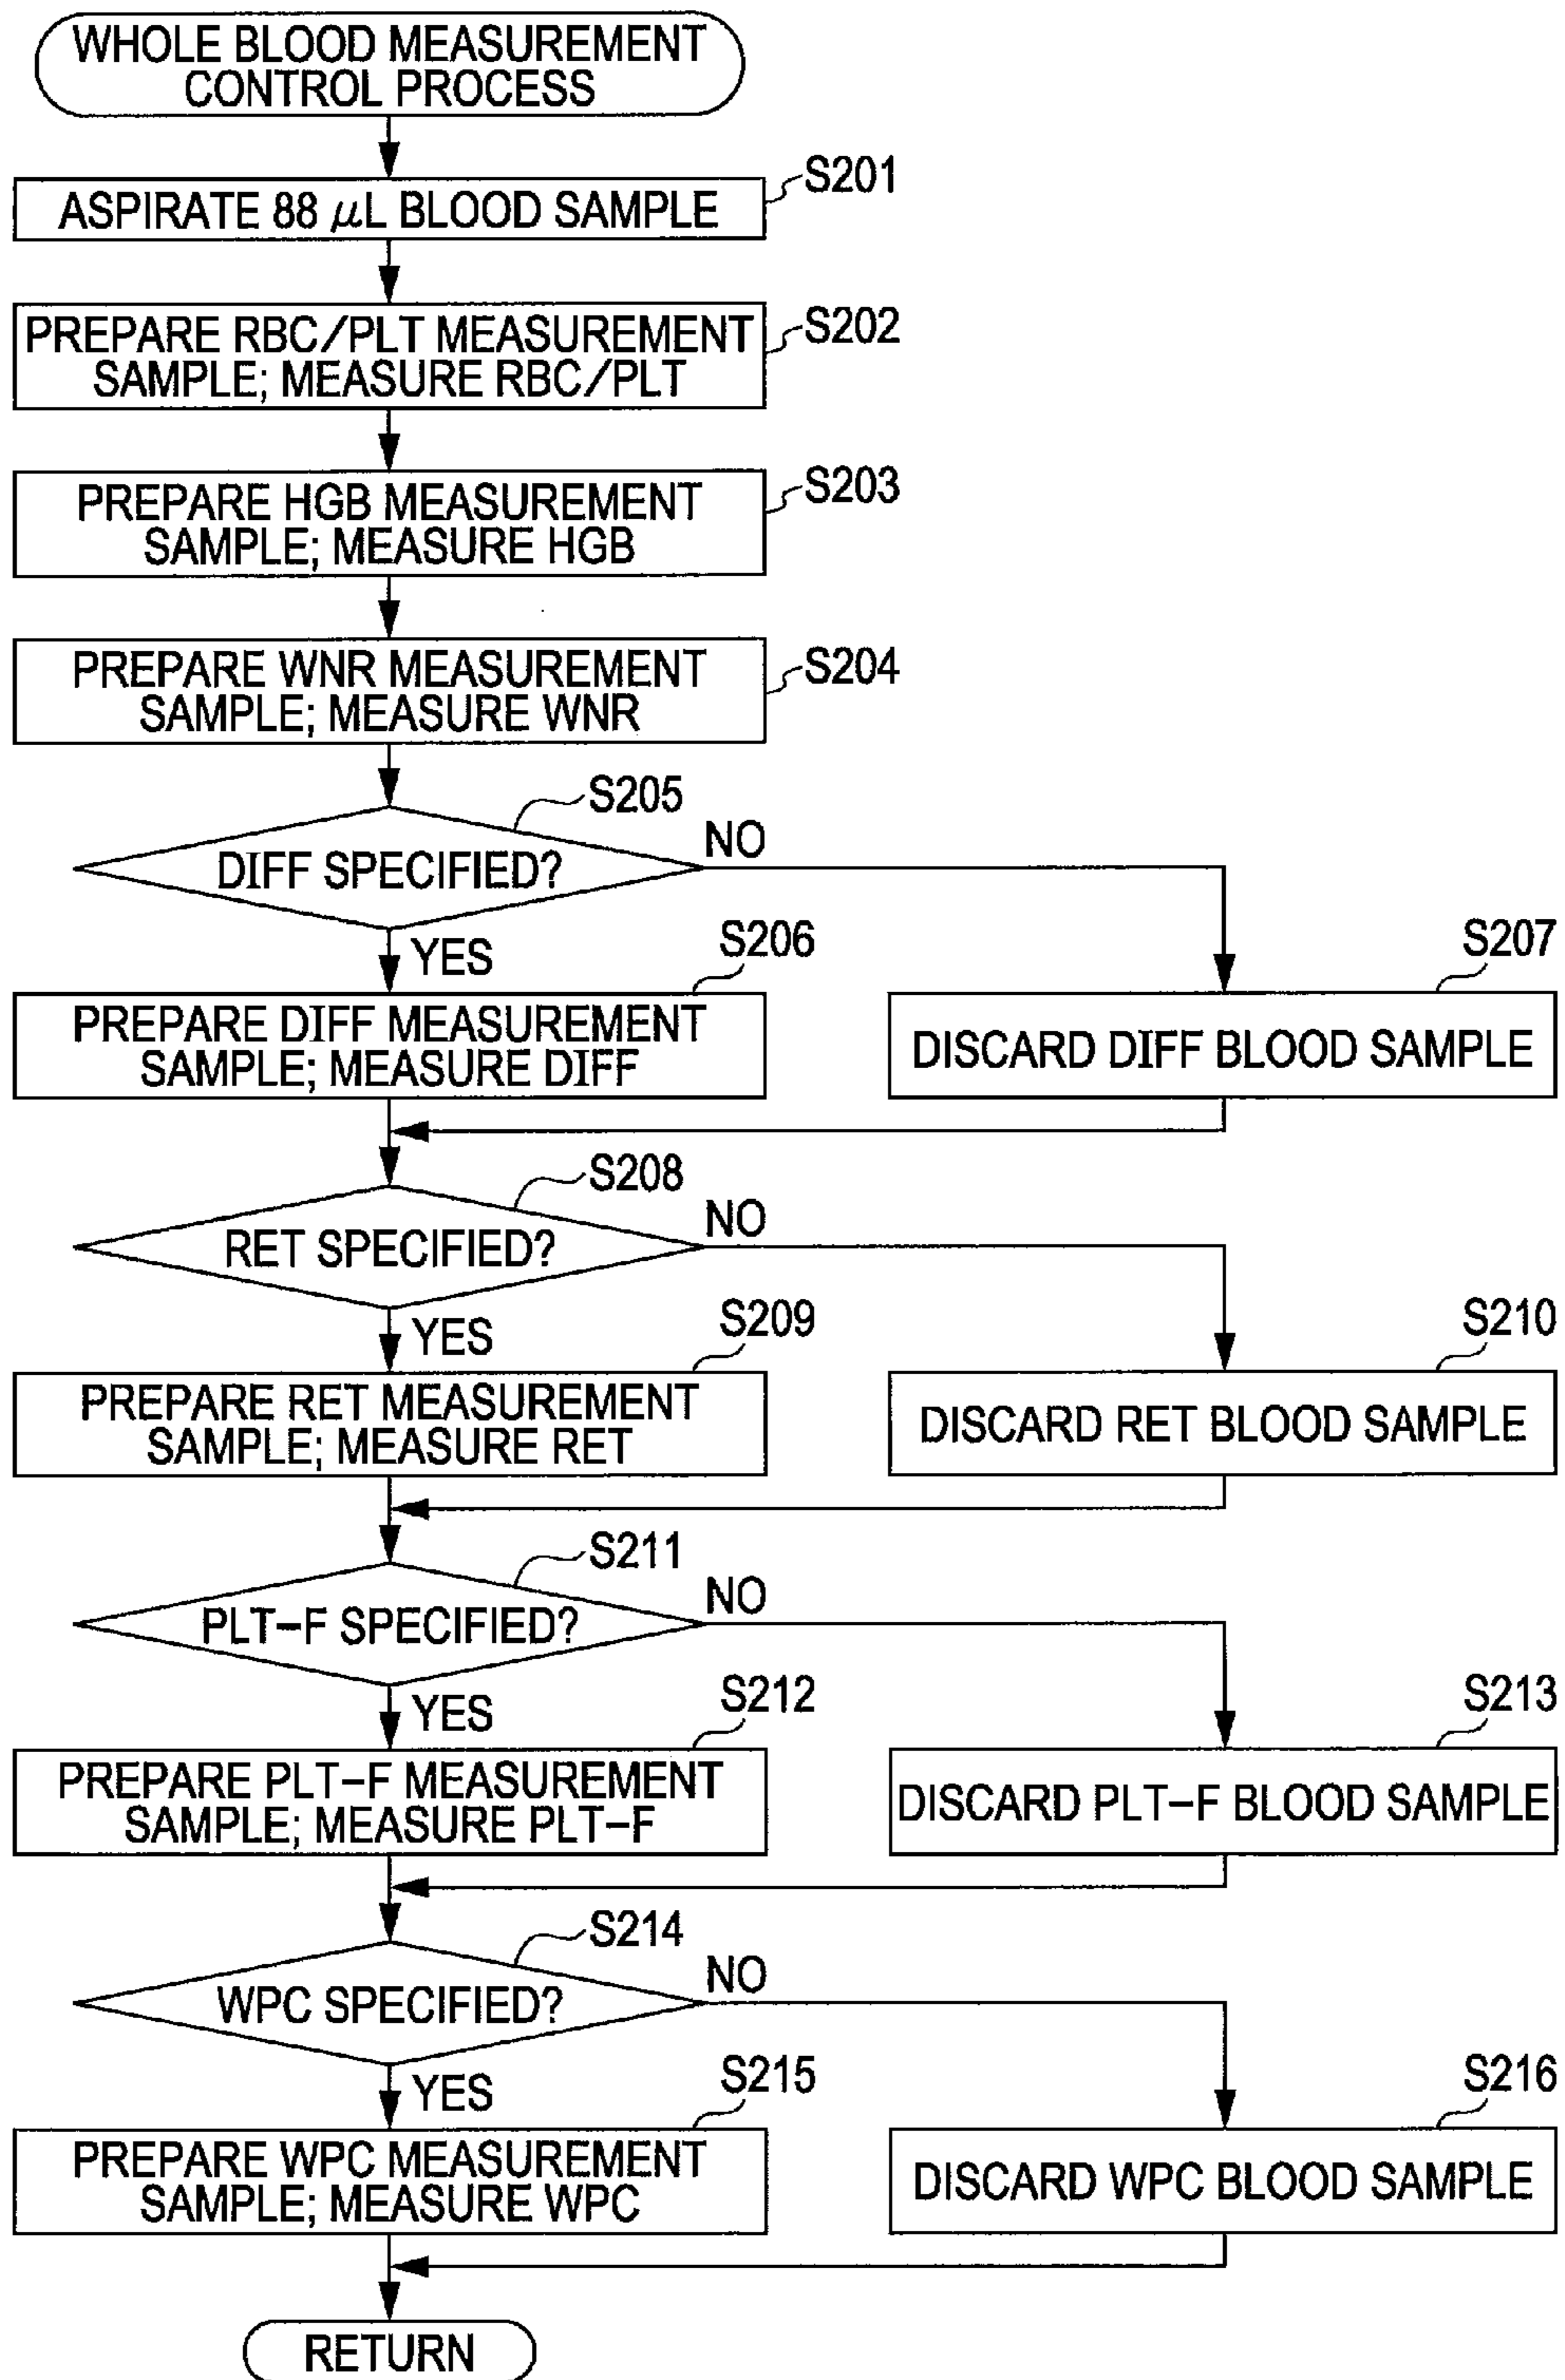 WHOLE BLOOD MEASUREMENT
CONTROL PROCESS
S201
ASPIRATE 88 μL BLOOD SAMPLE
S202
PREPARE RBC/PLT MEASUREMENT
SAMPLE; MEASURE RBC/PLT
S203
PREPARE HGB MEASUREMENT
SAMPLE; MEASURE HGB
S204
PREPARE WNR MEASUREMENT
SAMPLE; MEASURE WNR
S205
DIFF SPECIFIED?
NO
YES
S206
PREPARE DIFF MEASUREMENT
SAMPLE; MEASURE DIFF
S207
DISCARD DIFF BLOOD SAMPLE
S208
RET SPECIFIED?
NO
YES
S209
PREPARE RET MEASUREMENT
SAMPLE; MEASURE RET
S210
DISCARD RET BLOOD SAMPLE
S211
PLT-F SPECIFIED?
NO
YES
S212
PREPARE PLT-F MEASUREMENT
SAMPLE; MEASURE PLT-F
S213
DISCARD PLT-F BLOOD SAMPLE
S214
WPC SPECIFIED?
NO
YES
S215
PREPARE WPC MEASUREMENT
SAMPLE; MEASURE WPC
S216
DISCARD WPC BLOOD SAMPLE
RETURN